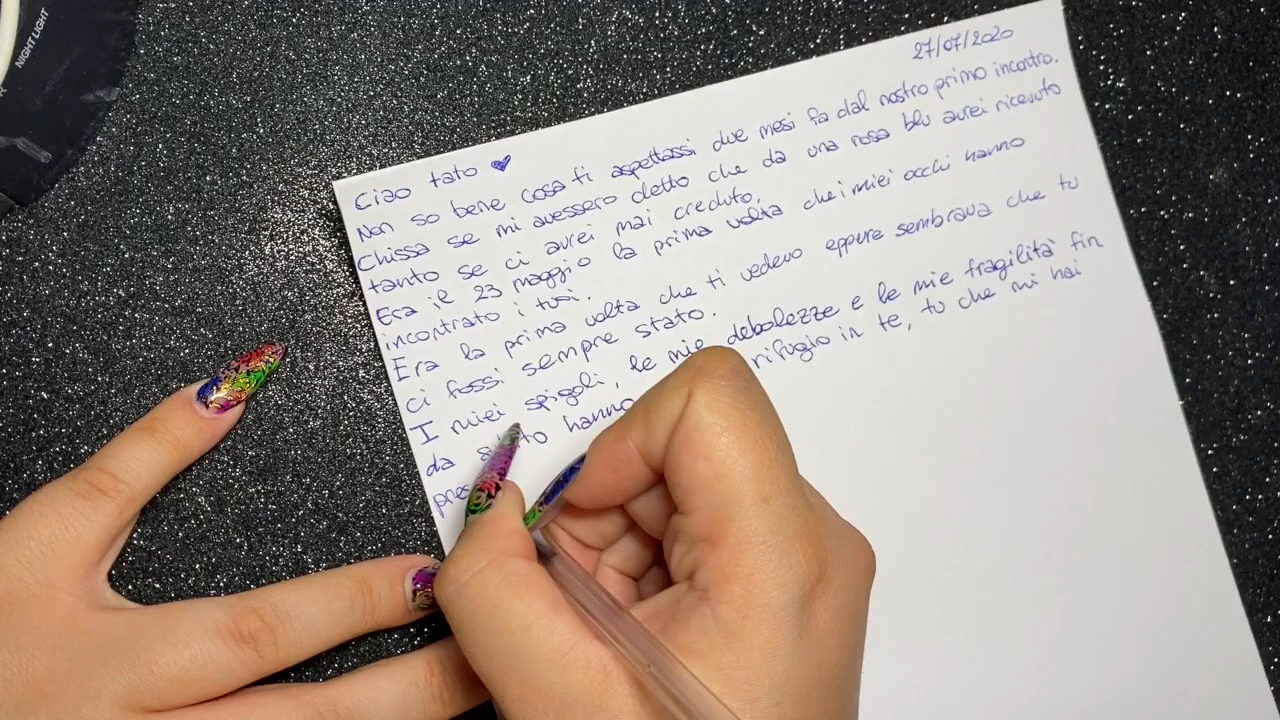 NIGHT LIGHT
27/07/2020
Ciao tato
Non so bene cosa ti aspettassi due mesi fa dal nostro primo incontro.
Chissa se mi avessero detto che da una rosa blu avrei ricevuto
tanto se ci avrei mai creduto.
Era il 23 maggio la prima volta che i miei occhi hanno
incontrato i tuoi.
Era la prima volta che ti vedevo eppure sembrava che tu
ci fossi sempre stato.
I miei spigoli, le mie debolezze e le mie fragilità fin
da hanno rifugio in te, tu che mi hai